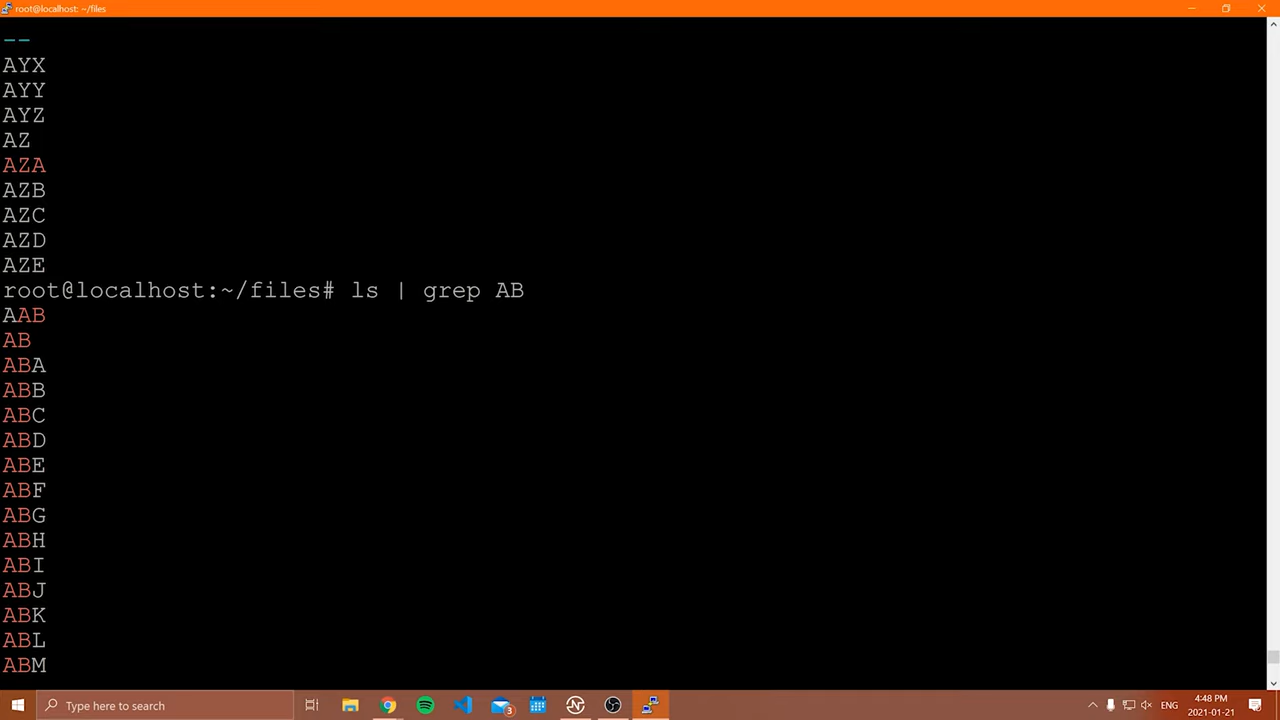 root@localhost: ~/files
--
AYX
AYY
AYZ
AZ
AZA
AZB
AZC
AZD
AZE
root@localhost:~/files# ls | grep AB
AAB
AB
ABA
ABB
ABC
ABD
ABE
ABF
ABG
ABH
ABI
ABJ
ABK
ABL
ABM
Type here to search
3
ENG
4:48 PM
2021-01-21